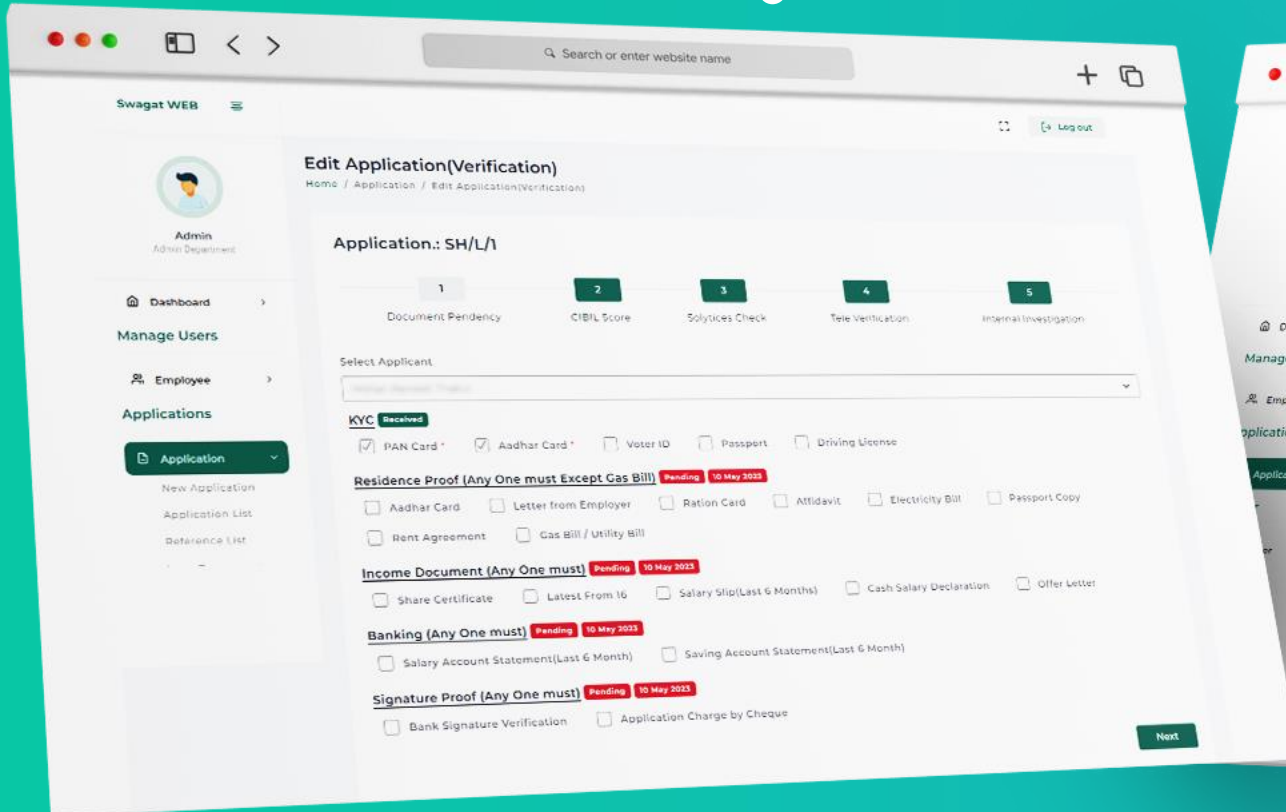 Search or enter website name
Swagat WEB
Log out
Admin
Admin Department
Dashboard
Manage Users
Employee
Applications
Application
New Application
Application List
Reference List
Edit Application(Verification)
Home / Application / Edit Application(Verification)
Application.: SH/L/1
1 2 3 4 5
Document Pendency CIBIL Score Solytices Check Tele Verification Internal Investigation
Select Applicant
KYC Received
PAN Card * Aadhar Card * Voter ID Passport Driving License
Residence Proof (Any One must Except Gas Bill) Pending 10 May 2023
Aadhar Card Letter from Employer Ration Card Affidavit Electricity Bill Passport Copy
Rent Agreement Gas Bill / Utility Bill
Income Document (Any One must) Pending 10 May 2023
Share Certificate Latest From 16 Salary Slip(Last 6 Months) Cash Salary Declaration Offer Letter
Banking (Any One must) Pending 10 May 2023
Salary Account Statement(Last 6 Month) Saving Account Statement(Last 6 Month)
Signature Proof (Any One must) Pending 10 May 2023
Bank Signature Verification Application Charge by Cheque
Next
D
Manag
Emp
pplicati
Applica